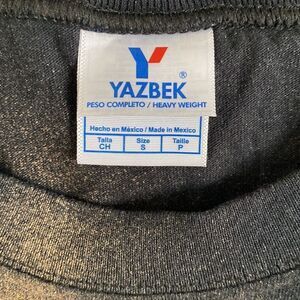 Y
YAZBEK ®
PESO COMPLETO / HEAVY WEIGHT
Hecho en México / Made in Mexico
Talla Size Taille
CH S P